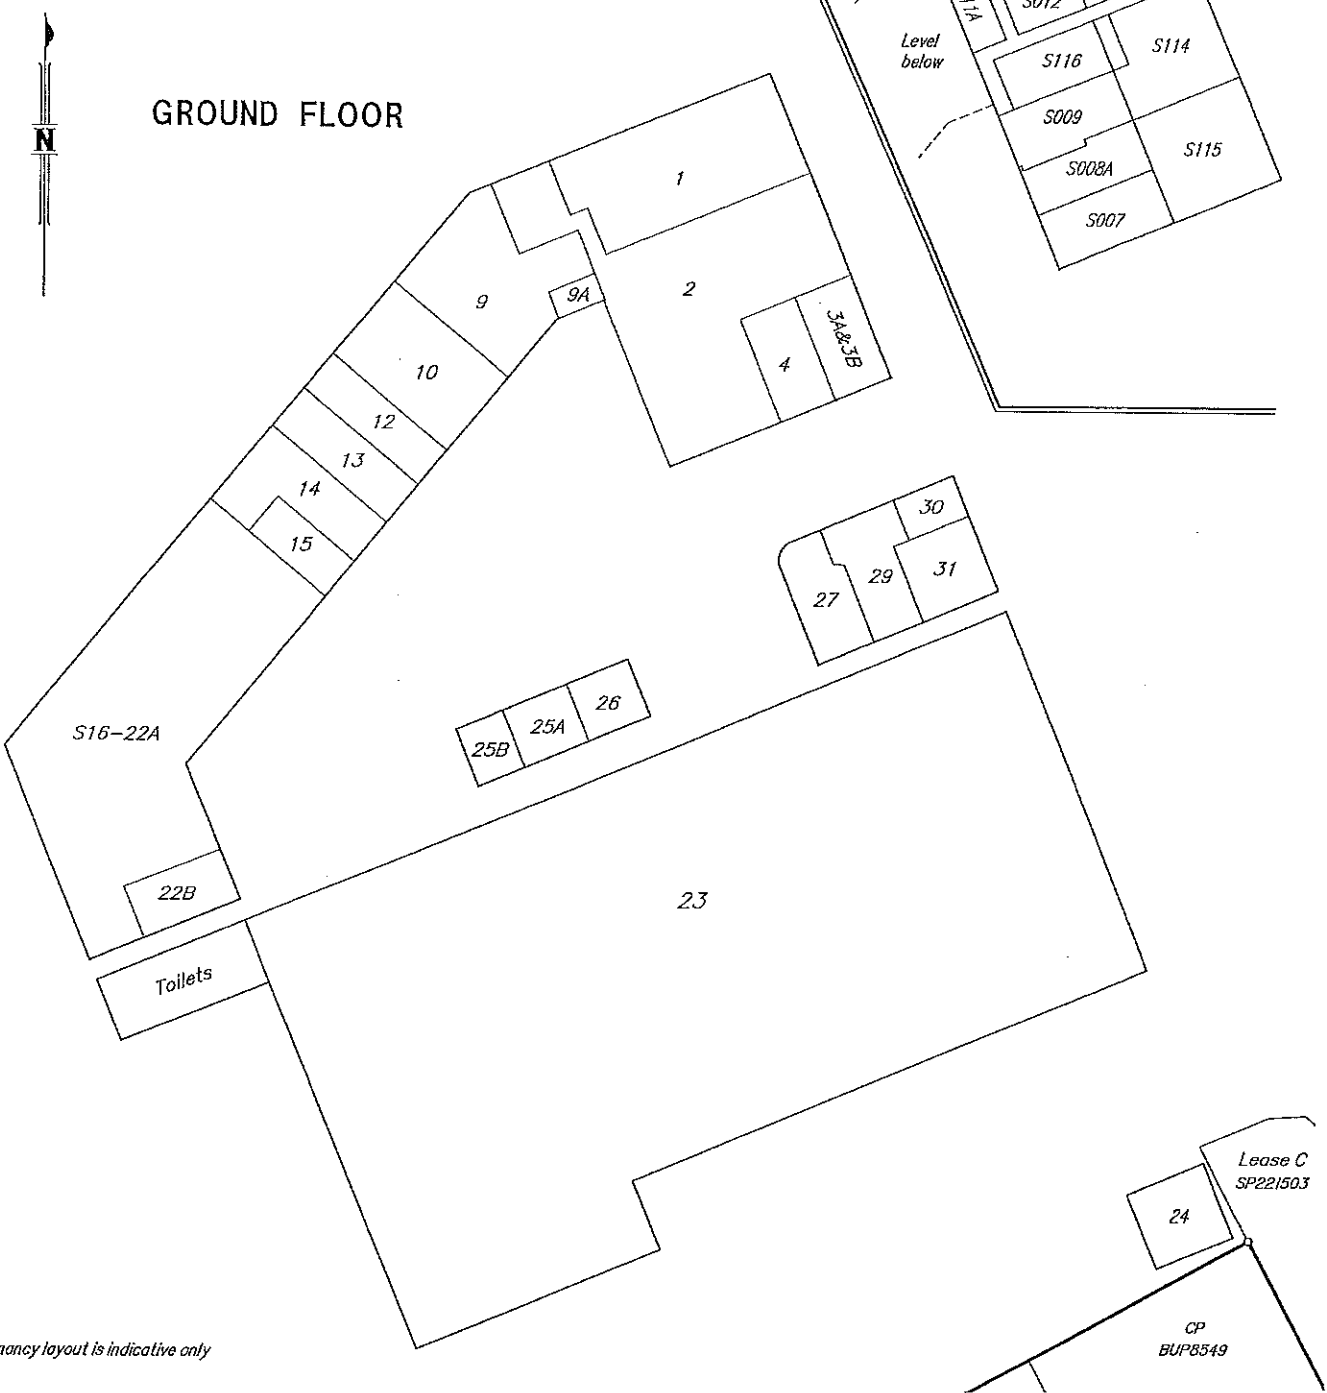 N
GROUND FLOOR
S012
Level
below
S116
S114
S009
S115
S008A
S007
1
2
9
9A
3A&3B
4
10
12
13
14
15
30
31
29
27
26
25A
25B
S16-22A
22B
23
Toilets
Lease C
SP221503
24
CP
BUP8549
layout is indicative only